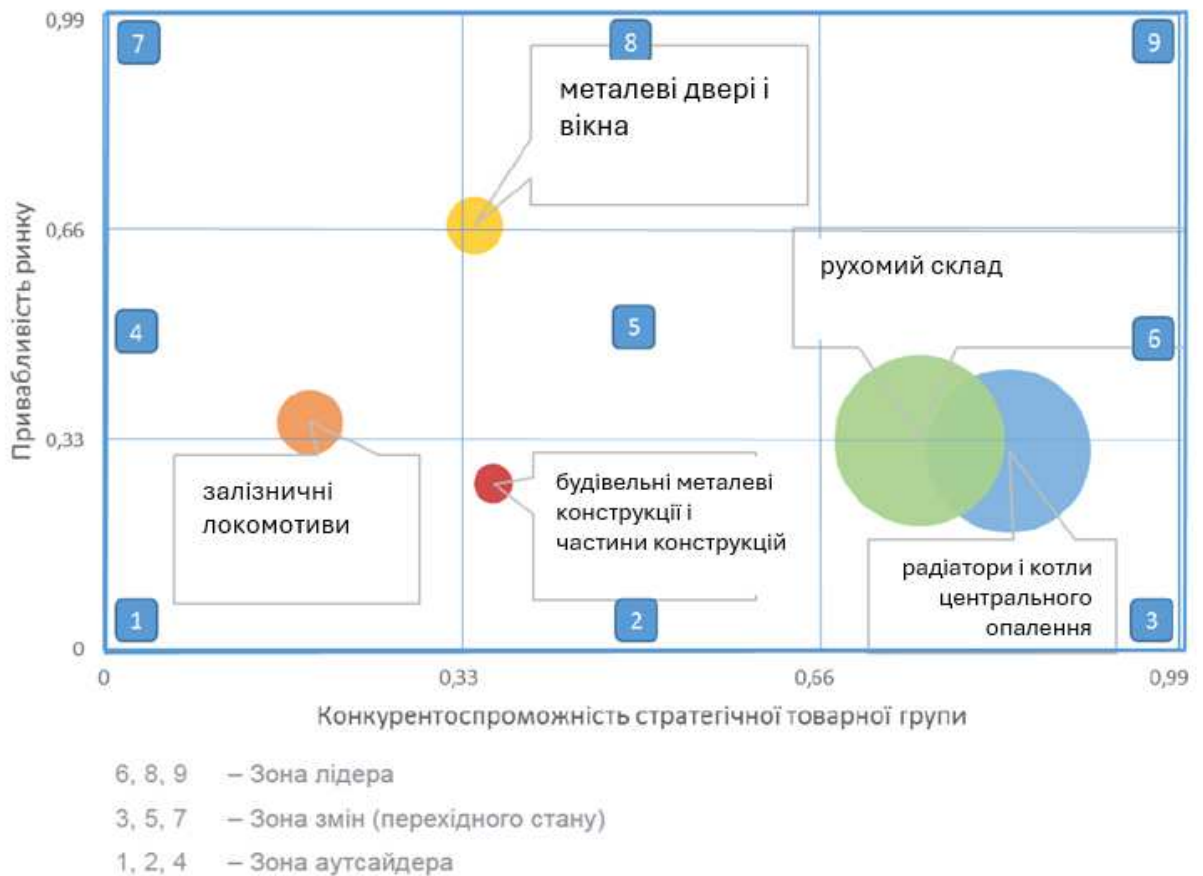 0,99
7
8
9
металеві двері і
вікна
0,66
рухомий склад
Привабливість ринку
4
5
6
0,33
залізничні
локомотиви
будівельні металеві
конструкції і
частини конструкцій
радіатори і котли
центрального
опалення
1
2
3
0
0
0,33
0,66
0,99
Конкурентоспроможність стратегічної товарної групи
6, 8, 9 – Зона лідера
3, 5, 7 – Зона змін (перехідного стану)
1, 2, 4 – Зона аутсайдера